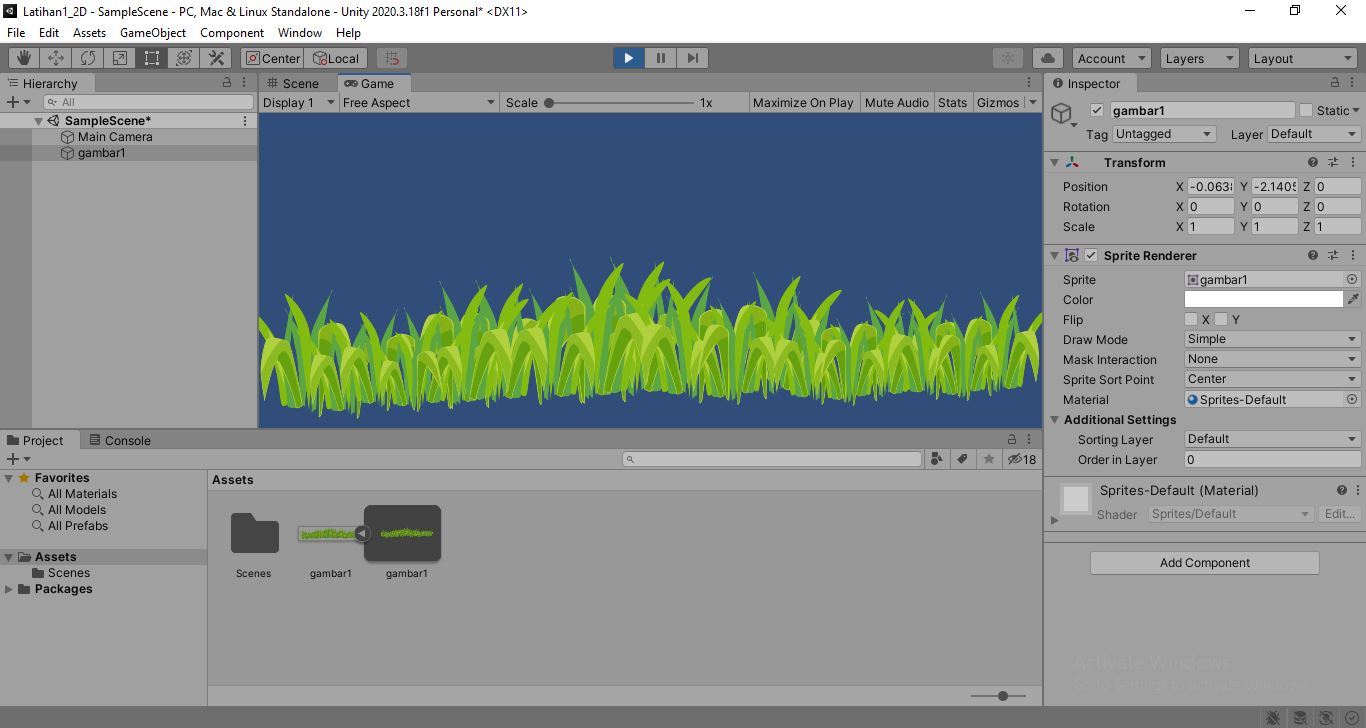 Latihan1_2D - SampleScene - PC, Mac & Linux Standalone - Unity 2020.3.18f1 Personal* <DX11>
File Edit Assets GameObject Component Window Help
Center Local Account Layers Layout
Hierarchy
All
SampleScene*
Main Camera
gambar1
Scene Game
Display 1 Free Aspect Scale 1x Maximize On Play Mute Audio Stats Gizmos
Inspector
gambar1 Static
Tag Untagged Layer Default
Transform
Position X -0.063 Y -2.1405 Z 0
Rotation X 0 Y 0 Z 0
Scale X 1 Y 1 Z 1
Sprite Renderer
Sprite gambar1
Color
Flip X Y
Draw Mode Simple
Mask Interaction None
Sprite Sort Point Center
Material Sprites-Default
Additional Settings
Sorting Layer Default
Order in Layer 0
Sprites-Default (Material)
Shader Sprites/Default Edit...
Add Component
Project Console
18
Favorites
All Materials
All Models
All Prefabs
Assets
Scenes
Packages
Assets
Scenes gambar1 gambar1
Activate Windows
Go to Settings to activate Windows.